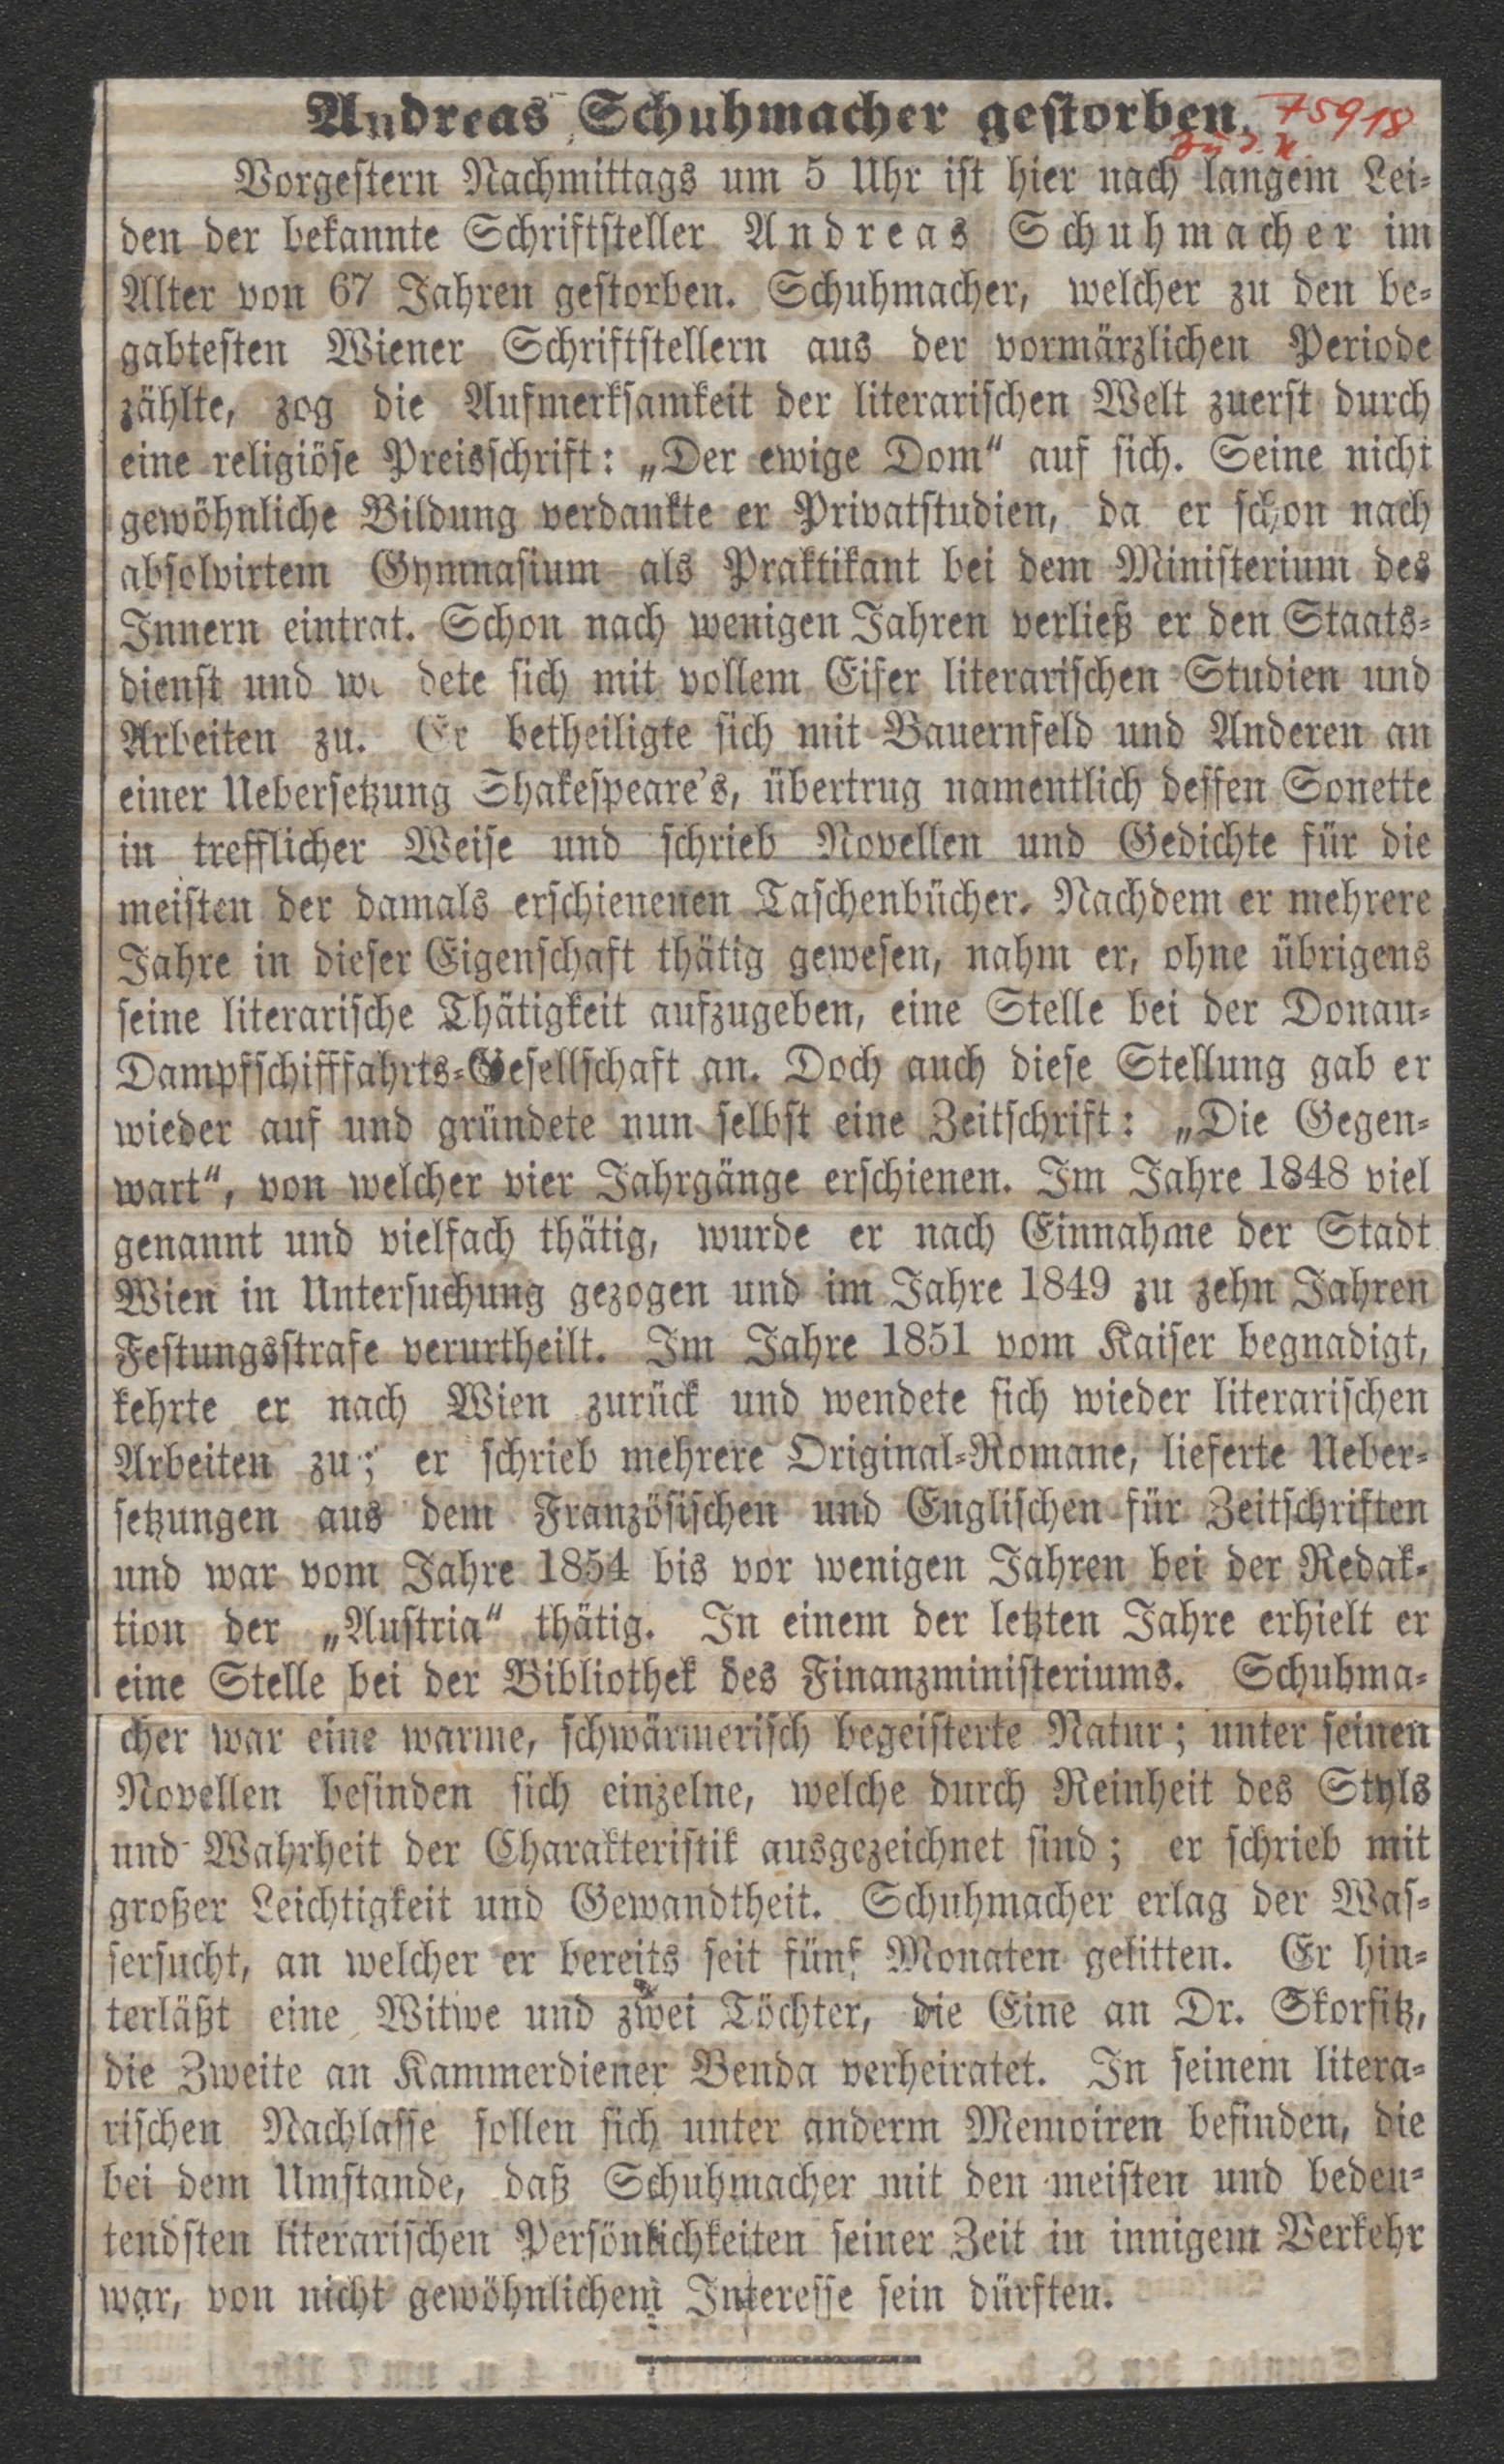 Andreas Schuhmacher gestorben.
75918
zu d. N.
Vorgestern Nachmittags um 5 Uhr ist hier nach langem Lei-
den der bekannte Schriftsteller Andreas Schuhmacher im
Alter von 67 Jahren gestorben. Schuhmacher, welcher zu den be-
gabtesten Wiener Schriftstellern aus der vormärzlichen Periode
zählte, zog die Aufmerksamkeit der literarischen Welt zuerst durch
eine religiöse Preisschrift: „Der ewige Dom“ auf sich. Seine nicht
gewöhnliche Bildung verdankte er Privatstudien, da er schon nach
absolvirtem Gymnasium als Praktikant bei dem Ministerium des
Innern eintrat. Schon nach wenigen Jahren verließ er den Staats-
dienst und we dete sich mit vollem Eifer literarischen Studien und
Arbeiten zu. Er betheiligte sich mit Bauernfeld und Anderen an
einer Uebersetzung Shakespeare's, übertrug namentlich dessen Sonette
in trefflicher Weise und schrieb Novellen und Gedichte für die
meisten der damals erschienenen Taschenbücher. Nachdem er mehrere
Jahre in dieser Eigenschaft thätig gewesen, nahm er, ohne übrigens
seine literarische Thätigkeit aufzugeben, eine Stelle bei der Donau-
Dampfschifffahrts-Gesellschaft an. Doch auch diese Stellung gab er
wieder auf und gründete nun selbst eine Zeitschrift: „Die Gegen-
wart“, von welcher vier Jahrgänge erschienen. Im Jahre 1848 viel
genannt und vielfach thätig, wurde er nach Einnahme der Stadt
Wien in Untersuchung gezogen und im Jahre 1849 zu zehn Jahren
Festungsstrafe verurtheilt. Im Jahre 1851 vom Kaiser begnadigt,
kehrte er nach Wien zurück und wendete sich wieder literarischen
Arbeiten zu; er schrieb mehrere Original-Romane, lieferte Ueber-
setzungen aus dem Französischen und Englischen für Zeitschriften
und war vom Jahre 1854 bis vor wenigen Jahren bei der Redak-
tion der „Austria“ thätig. In einem der letzten Jahre erhielt er
eine Stelle bei der Bibliothek des Finanzministeriums. Schuhma-
cher war eine warme, schwärmerisch begeisterte Natur; unter seinen
Novellen befinden sich einzelne, welche durch Reinheit des Styls
und Wahrheit der Charakteristik ausgezeichnet sind; er schrieb mit
großer Leichtigkeit und Gewandtheit. Schuhmacher erlag der Was-
sersucht, an welcher er bereits seit fünf Monaten gelitten. Er hin-
terläßt eine Witwe und zwei Töchter, die Eine an Dr. Skorsitz,
die Zweite an Kammerdiener Benda verheiratet. In seinem litera-
rischen Nachlasse sollen sich unter anderm Memoiren befinden, die
bei dem Umstande, daß Schuhmacher mit den meisten und bedeu-
tendsten literarischen Persönlichkeiten seiner Zeit in innigem Verkehr
war, von nicht gewöhnlichem Interesse sein dürften.